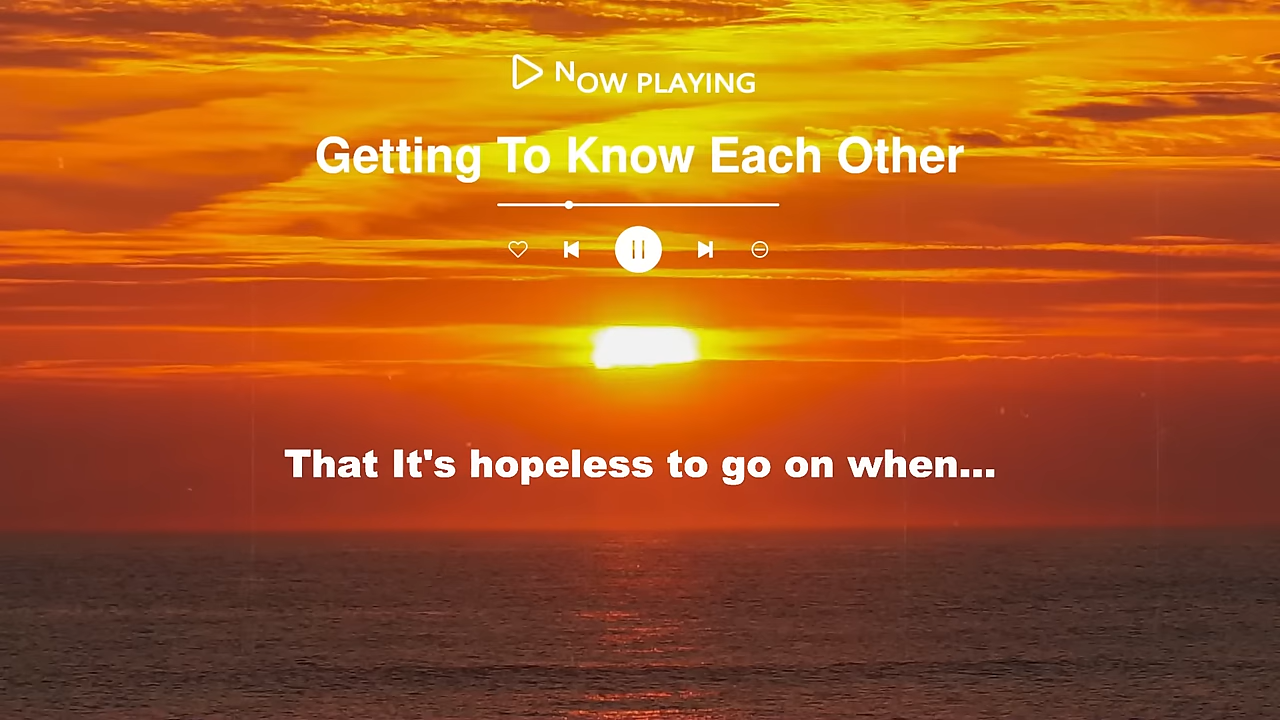 Now playing
Getting To Know Each Other
That It's hopeless to go on when...